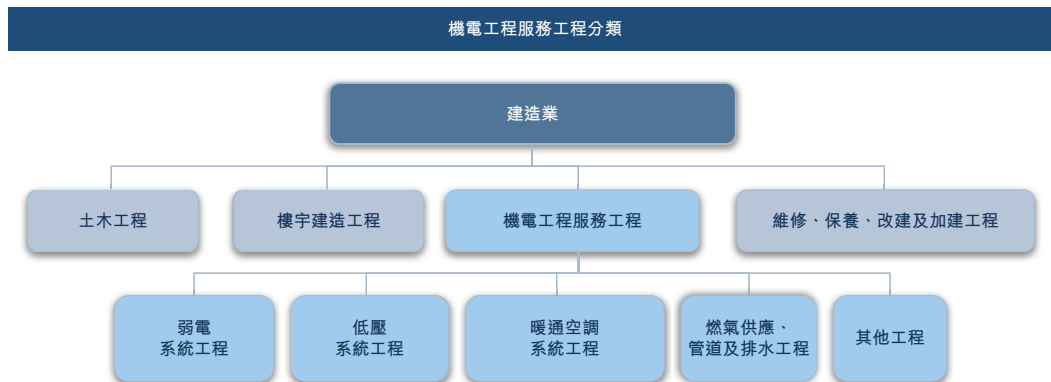 機電工程服務工程分類
建造業
土木工程
樓宇建造工程
機電工程服務工程
維修、保養、改建及加建工程
弱電
系統工程
低壓
系統工程
暖通空調
系統工程
燃氣供應、
管道及排水工程
其他工程